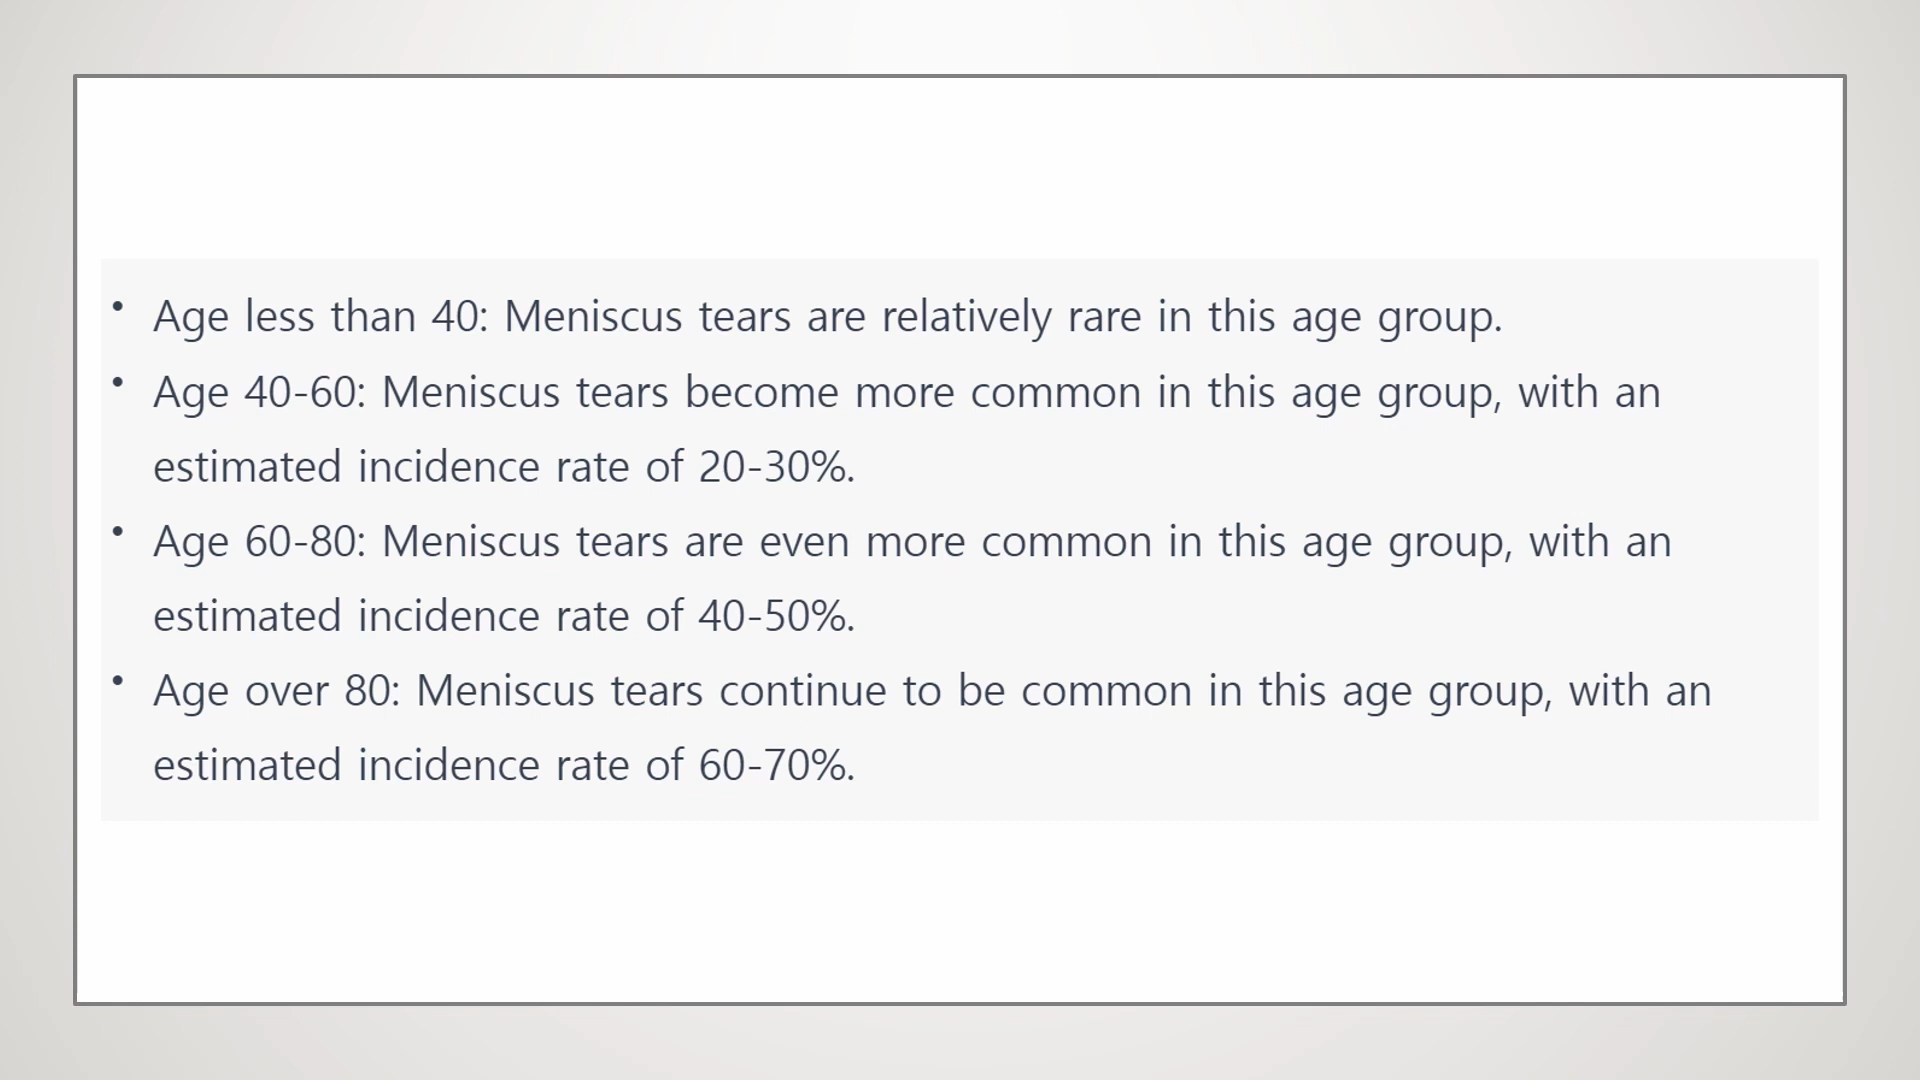 • Age less than 40: Meniscus tears are relatively rare in this age group.
• Age 40-60: Meniscus tears become more common in this age group, with an
estimated incidence rate of 20-30%.
• Age 60-80: Meniscus tears are even more common in this age group, with an
estimated incidence rate of 40-50%.
• Age over 80: Meniscus tears continue to be common in this age group, with an
estimated incidence rate of 60-70%.